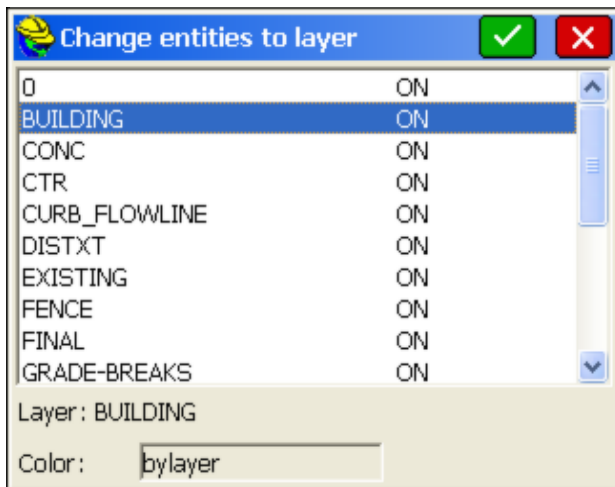 Change entities to layer
0 ON
BUILDING ON
CONC ON
CTR ON
CURB_FLOWLINE ON
DISTXT ON
EXISTING ON
FENCE ON
FINAL ON
GRADE-BREAKS ON
Layer: BUILDING
Color: bylayer